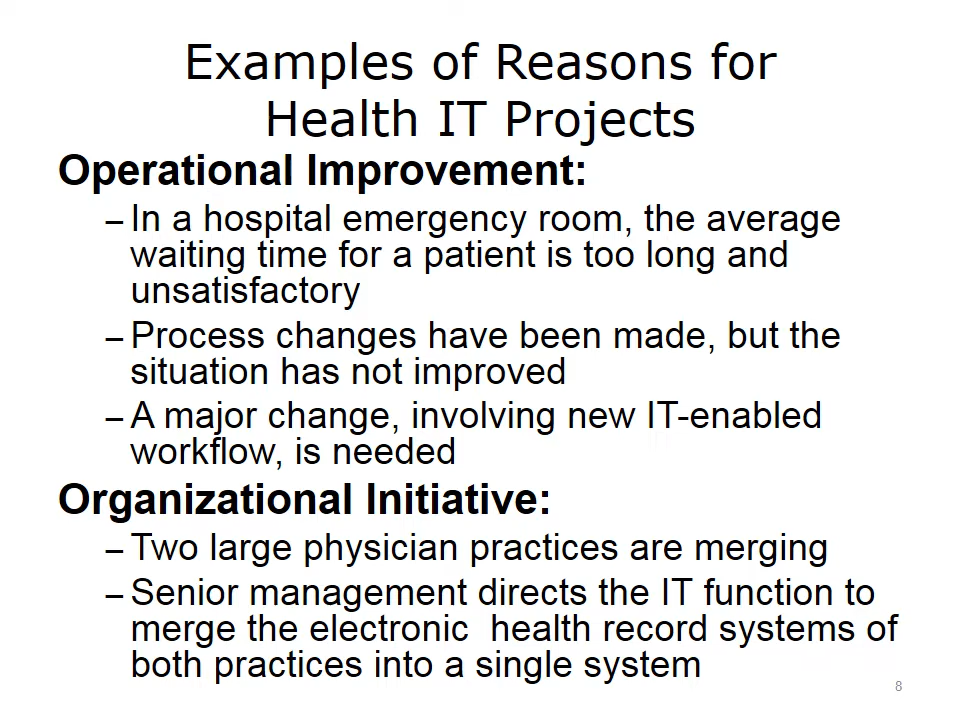 Examples of Reasons for
Health IT Projects
Operational Improvement:
– In a hospital emergency room, the average
waiting time for a patient is too long and
unsatisfactory
– Process changes have been made, but the
situation has not improved
– A major change, involving new IT-enabled
workflow, is needed
Organizational Initiative:
– Two large physician practices are merging
– Senior management directs the IT function to
merge the electronic  health record systems of
both practices into a single system
8